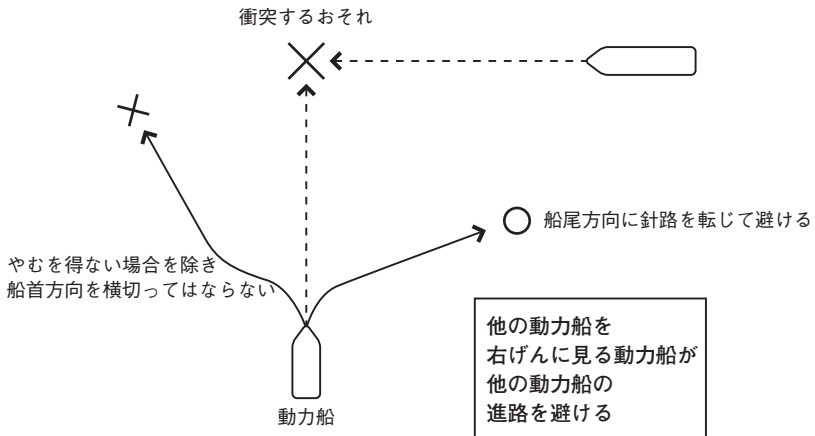 衝突するおそれ
船尾方向に針路を転じて避ける
やむを得ない場合を除き
船首方向を横切ってはならない
他の動力船を
右げんに見る動力船が
他の動力船の
進路を避ける
動力船